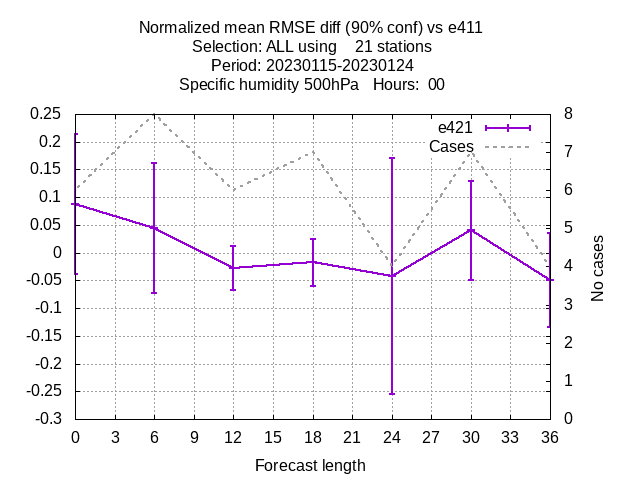 Normalized mean RMSE diff (90% conf) vs e411
Selection: ALL using 21 stations
Period: 20230115-20230124
Specific humidity 500hPa Hours: 00
0.25 8
e421
0.2
Cases
0.15 7
0.1 6
0.05 5
0
-0.05 4
-0.1 3
-0.15
-0.2 2
-0.25 1
-0.3 0
No cases
0 3 6 9 12 15 18 21 24 27 30 33 36
Forecast length